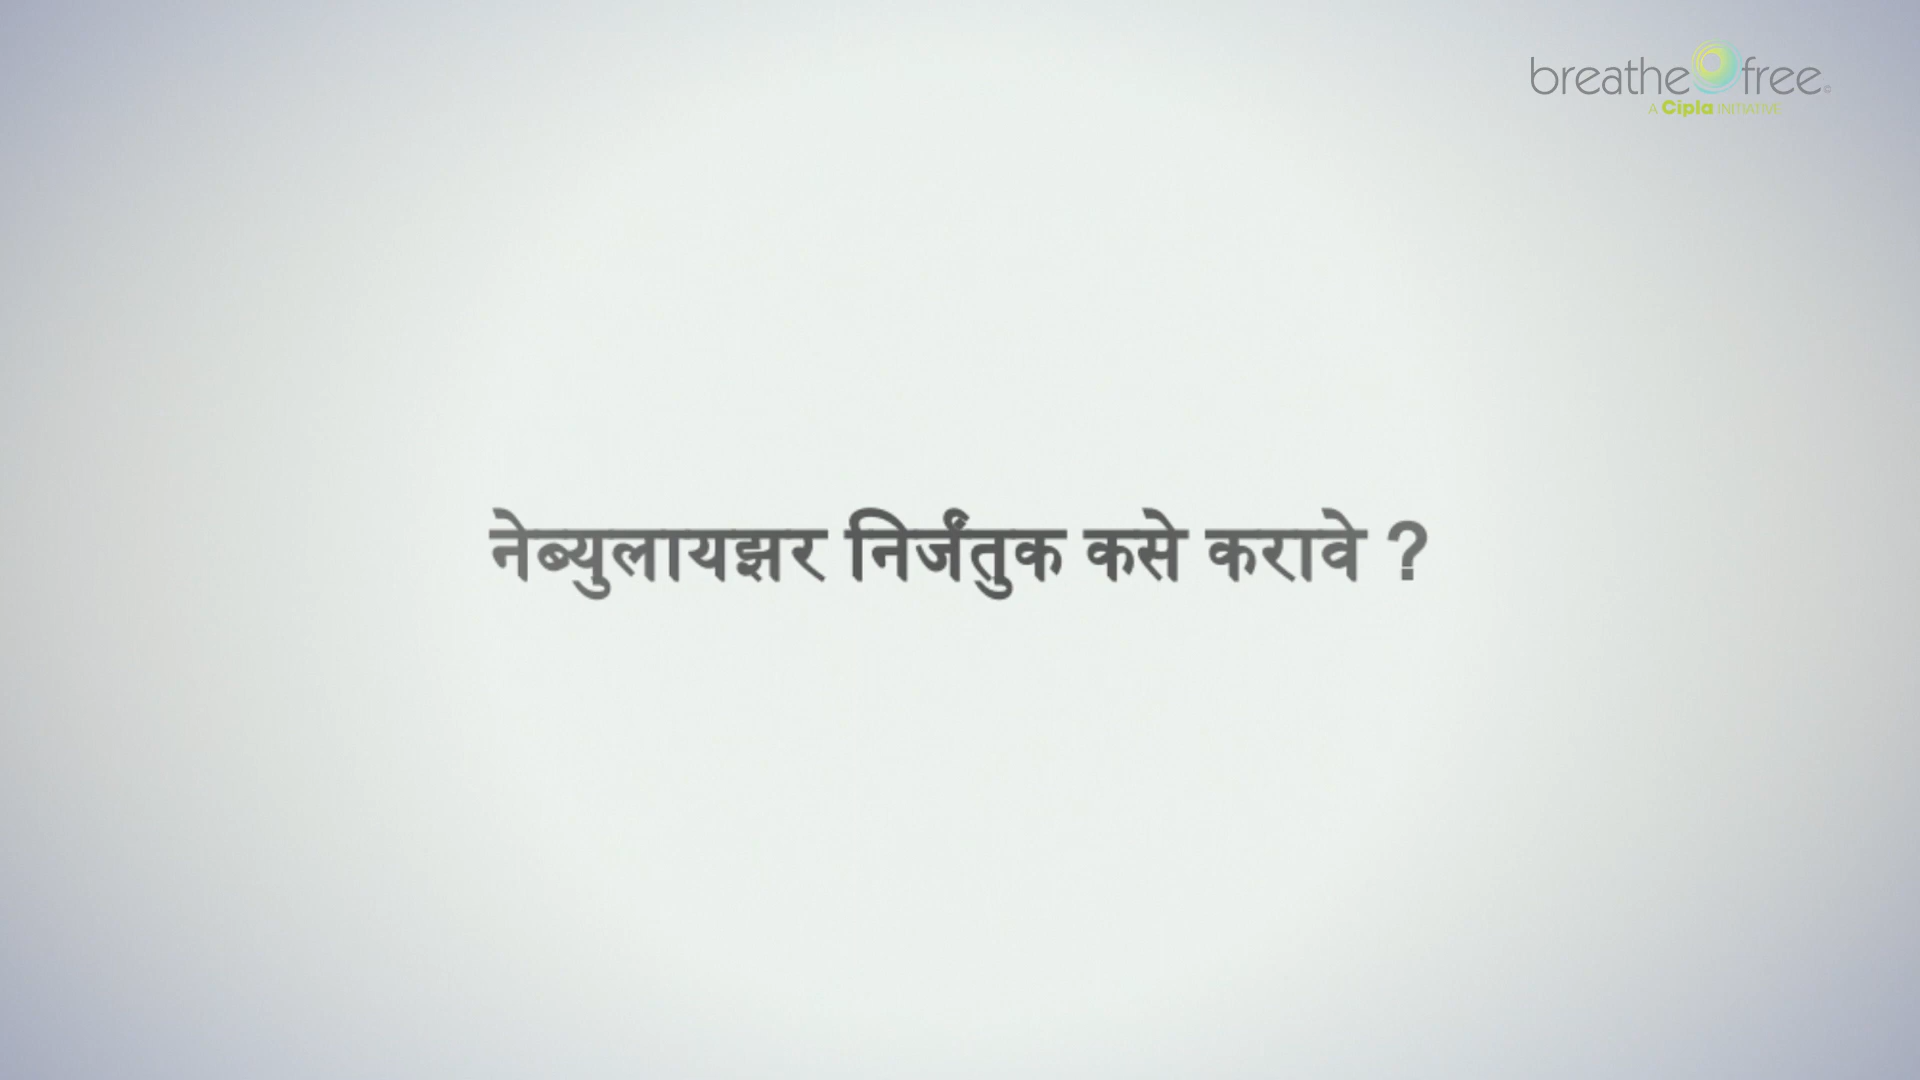 breathe free
A Cipla INITIATIVE
नेब्युलायझर निर्जंतुक कसे करावे ?